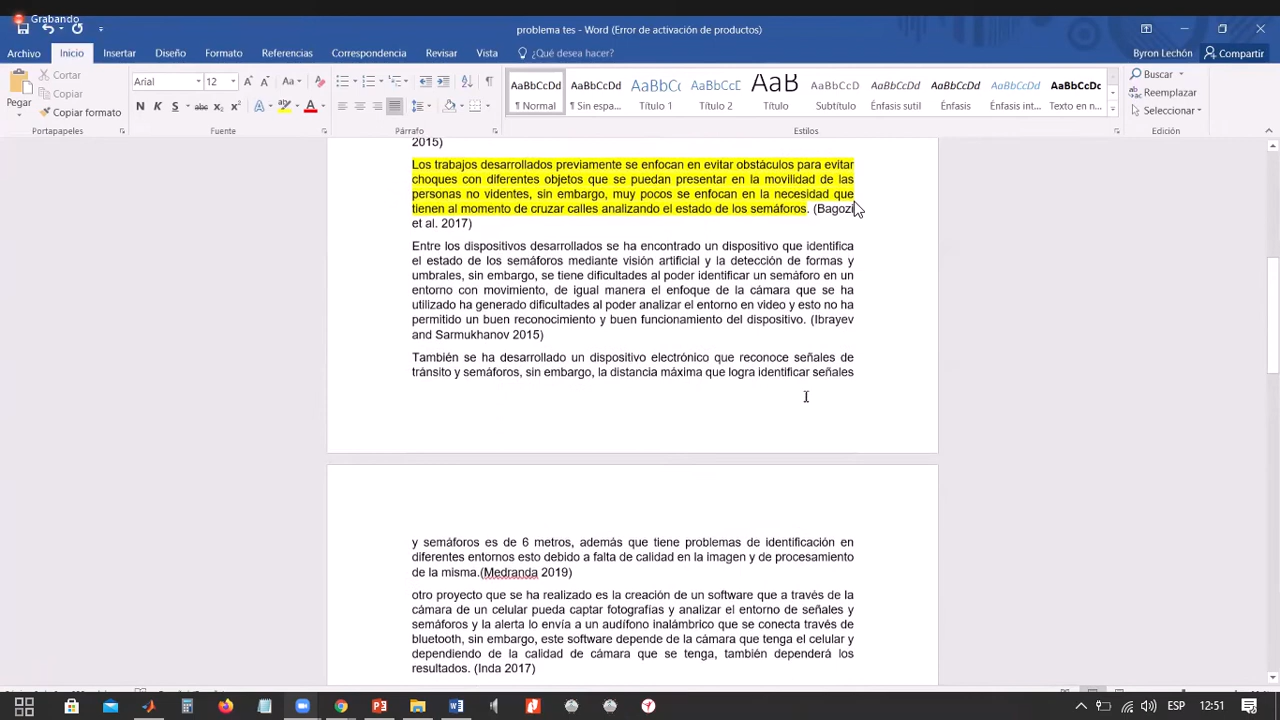 Grabando
problema tes - Word (Error de activación de productos)
Archivo Inicio Insertar Diseño Formato Referencias Correspondencia Revisar Vista ¿Qué desea hacer? Byron Lechón Compartir
Pegar
Cortar
Copiar
Copiar formato
Portapapeles
Arial 12
Fuente
Párrafo
AaBbCcDd AaBbCcDd AaBbCc AaBbCcE AaB AaBbCcD AaBbCcDd AaBbCcDd AaBbCcDd AaBbCcDd
¶ Normal ¶ Sin espa... Título 1 Título 2 Título Subtítulo Énfasis sutil Énfasis Énfasis int... Texto en n...
Estilos
Buscar
Reemplazar
Seleccionar
Edición
2015)
Los trabajos desarrollados previamente se enfocan en evitar obstáculos para evitar
choques con diferentes objetos que se puedan presentar en la movilidad de las
personas no videntes, sin embargo, muy pocos se enfocan en la necesidad que
tienen al momento de cruzar calles analizando el estado de los semáforos. (Bagozi
et al. 2017)
Entre los dispositivos desarrollados se ha encontrado un dispositivo que identifica
el estado de los semáforos mediante visión artificial y la detección de formas y
umbrales, sin embargo, se tiene dificultades al poder identificar un semáforo en un
entorno con movimiento, de igual manera el enfoque de la cámara que se ha
utilizado ha generado dificultades al poder analizar el entorno en video y esto no ha
permitido un buen reconocimiento y buen funcionamiento del dispositivo. (Ibrayev
and Sarmukhanov 2015)
También se ha desarrollado un dispositivo electrónico que reconoce señales de
tránsito y semáforos, sin embargo, la distancia máxima que logra identificar señales
y semáforos es de 6 metros, además que tiene problemas de identificación en
diferentes entornos esto debido a falta de calidad en la imagen y de procesamiento
de la misma.(Medranda 2019)
otro proyecto que se ha realizado es la creación de un software que a través de la
cámara de un celular pueda captar fotografías y analizar el entorno de señales y
semáforos y la alerta lo envía a un audífono inalámbrico que se conecta través de
bluetooth, sin embargo, este software depende de la cámara que tenga el celular y
dependiendo de la calidad de cámara que se tenga, también dependerá los
resultados. (Inda 2017)
ESP 12:51